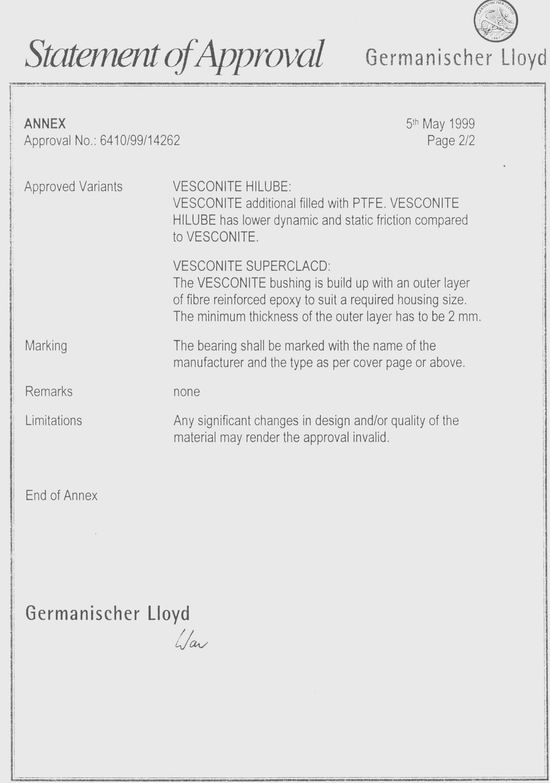 Statement of Approval
Germanischer Lloyd
ANNEX
5th May 1999
Approval No.: 6410/99/14262
Page 2/2
Approved Variants
VESCONITE HILUBE:
VESCONITE additional filled with PTFE. VESCONITE
HILUBE has lower dynamic and static friction compared
to VESCONITE.
VESCONITE SUPERCLACD:
The VESCONITE bushing is build up with an outer layer
of fibre reinforced epoxy to suit a required housing size.
The minimum thickness of the outer layer has to be 2 mm.
Marking
The bearing shall be marked with the name of the
manufacturer and the type as per cover page or above.
Remarks
none
Limitations
Any significant changes in design and/or quality of the
material may render the approval invalid.
End of Annex
Germanischer Lloyd